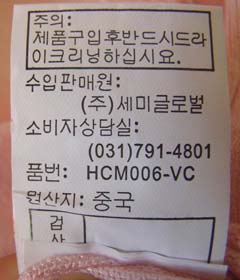 주의:
제품구입후반드시드라
이크리닝하십시요.
수입판매원:
(주)세미글로벌
소비자상담실:
(031)791-4801
품번: HCM006-VC
원산지: 중국
검
사